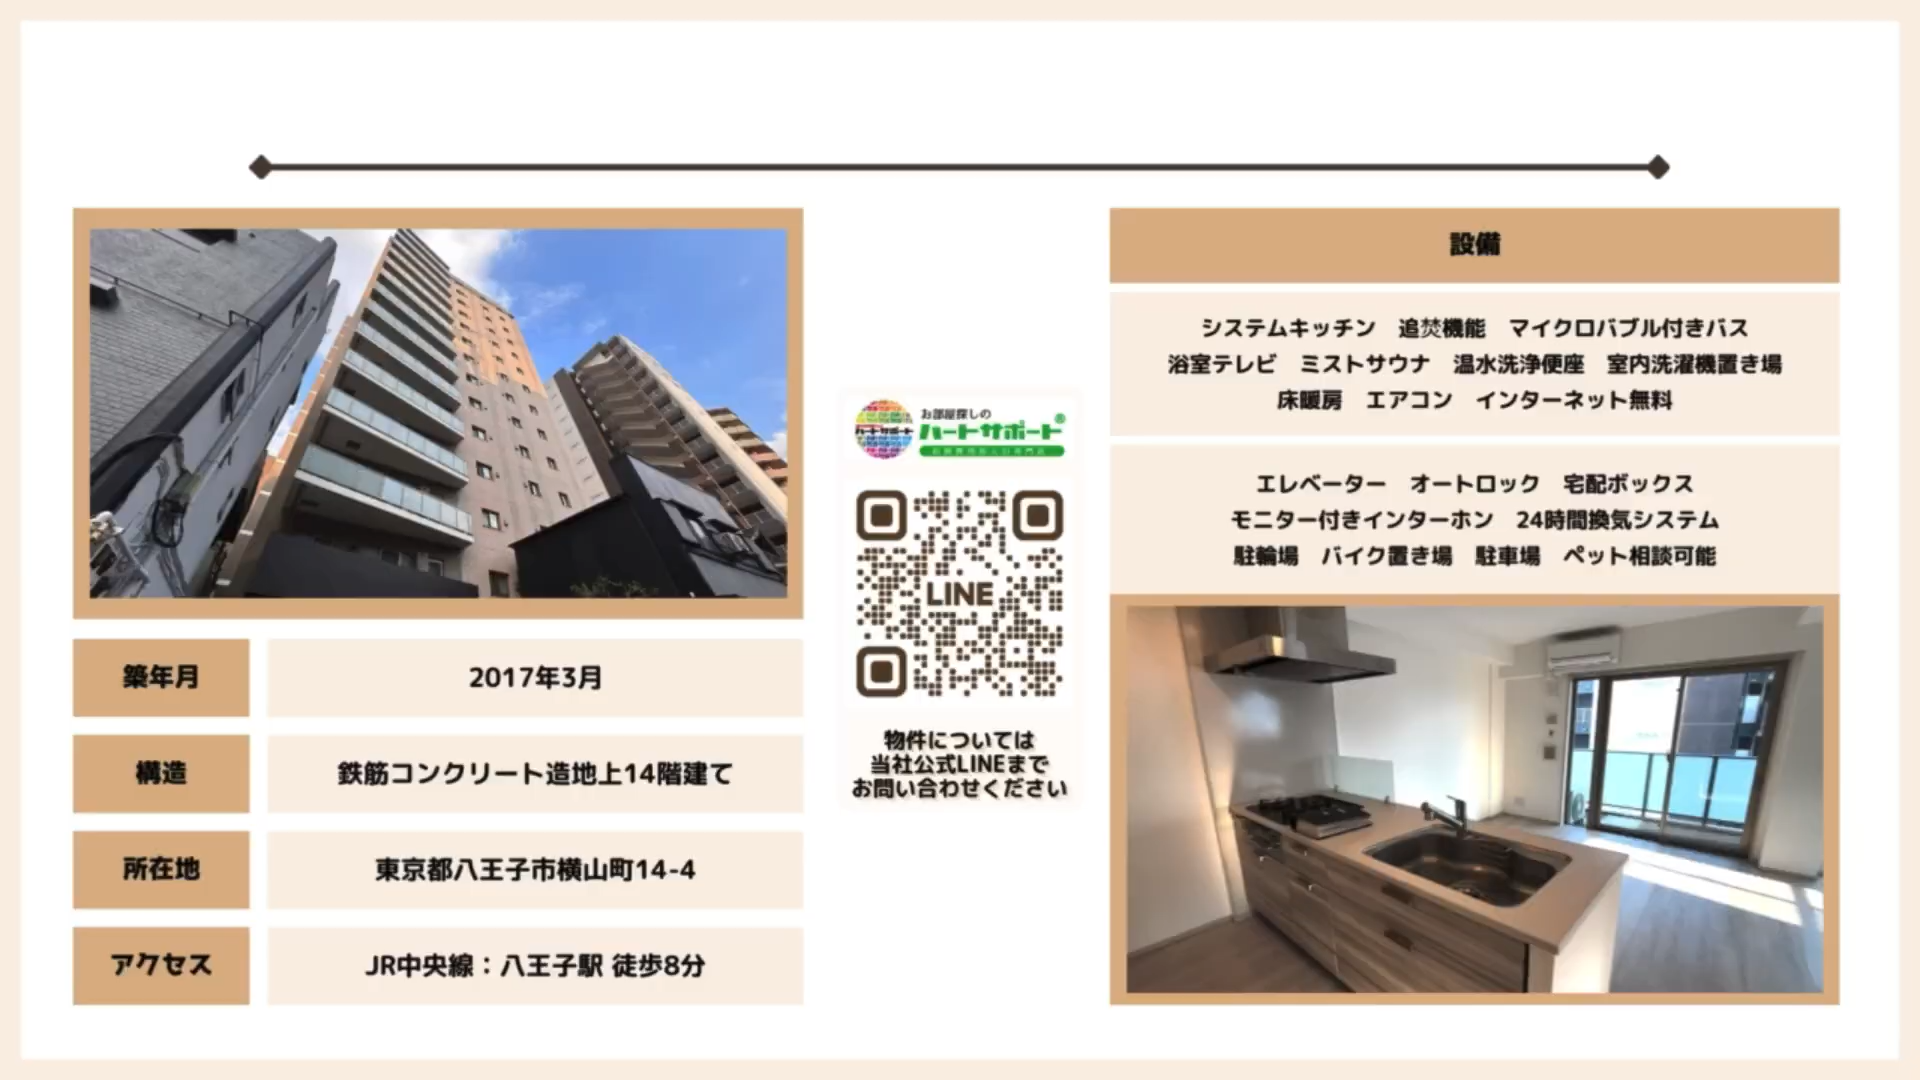 築年月
2017年3月
構造
鉄筋コンクリート造地上14階建て
所在地
東京都八王子市横山町14-4
アクセス
JR中央線：八王子駅 徒歩8分
お部屋探しの
ハートサポート®
ハートサポート
LINE
物件については
当社公式LINEまで
お問い合わせください
設備
システムキッチン　追焚機能　マイクロバブル付きバス
浴室テレビ　ミストサウナ　温水洗浄便座　室内洗濯機置き場
床暖房　エアコン　インターネット無料
エレベーター　オートロック　宅配ボックス
モニター付きインターホン　24時間換気システム
駐輪場　バイク置き場　駐車場　ペット相談可能